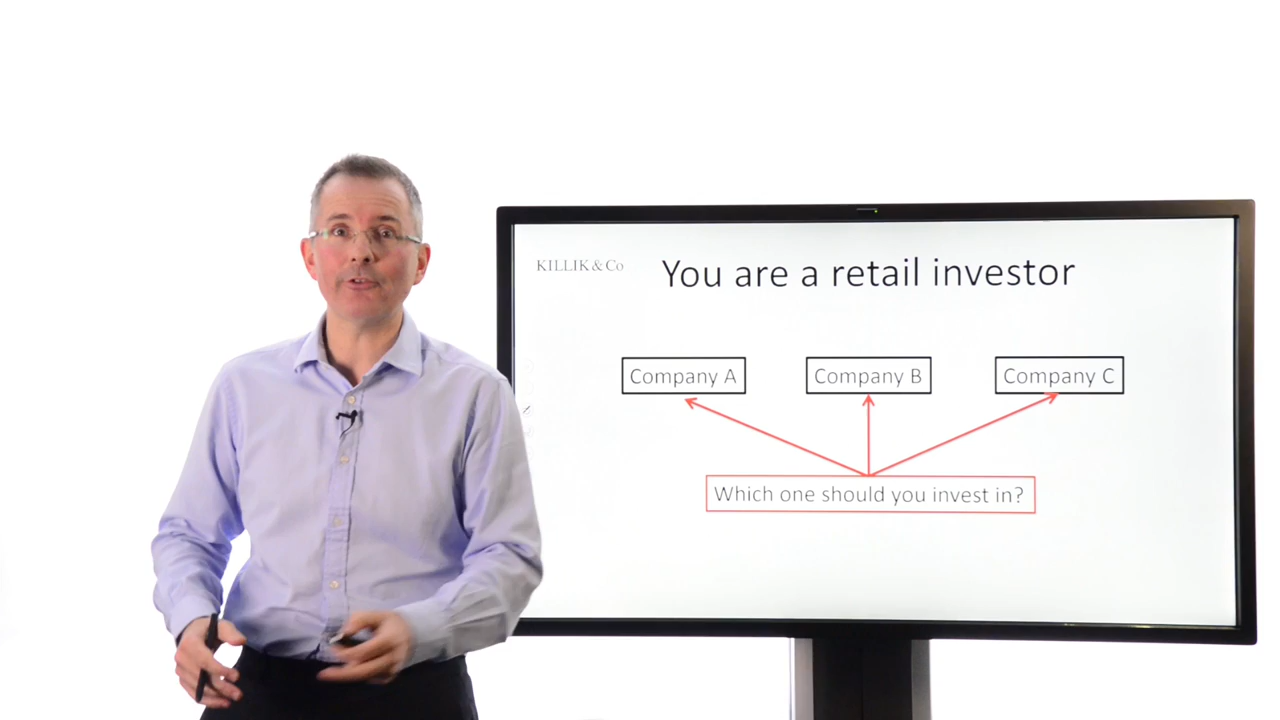 KILLIK & Co
You are a retail investor
Company A
Company B
Company C
Which one should you invest in?